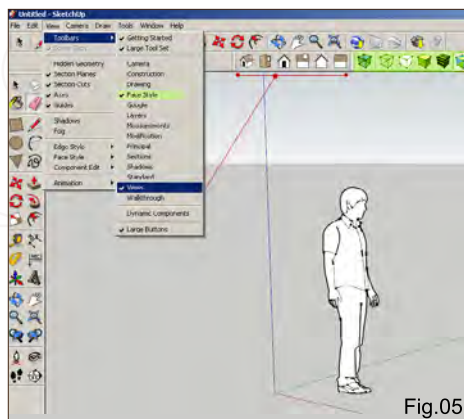 Untitled - SketchUp
File Edit View Camera Draw Tools Window Help
Toolbars
Hidden Geometry
Section Planes
Section Cuts
Axes
Guides
Shadows
Fog
Edge Style
Face Style
Component Edit
Animation
Getting Started
Large Tool Set
Camera
Construction
Drawing
Face Style
Google
Layers
Measurements
Modification
Principal
Sections
Shadows
Standard
Views
Walkthrough
Dynamic Components
Large Buttons
Fig.05